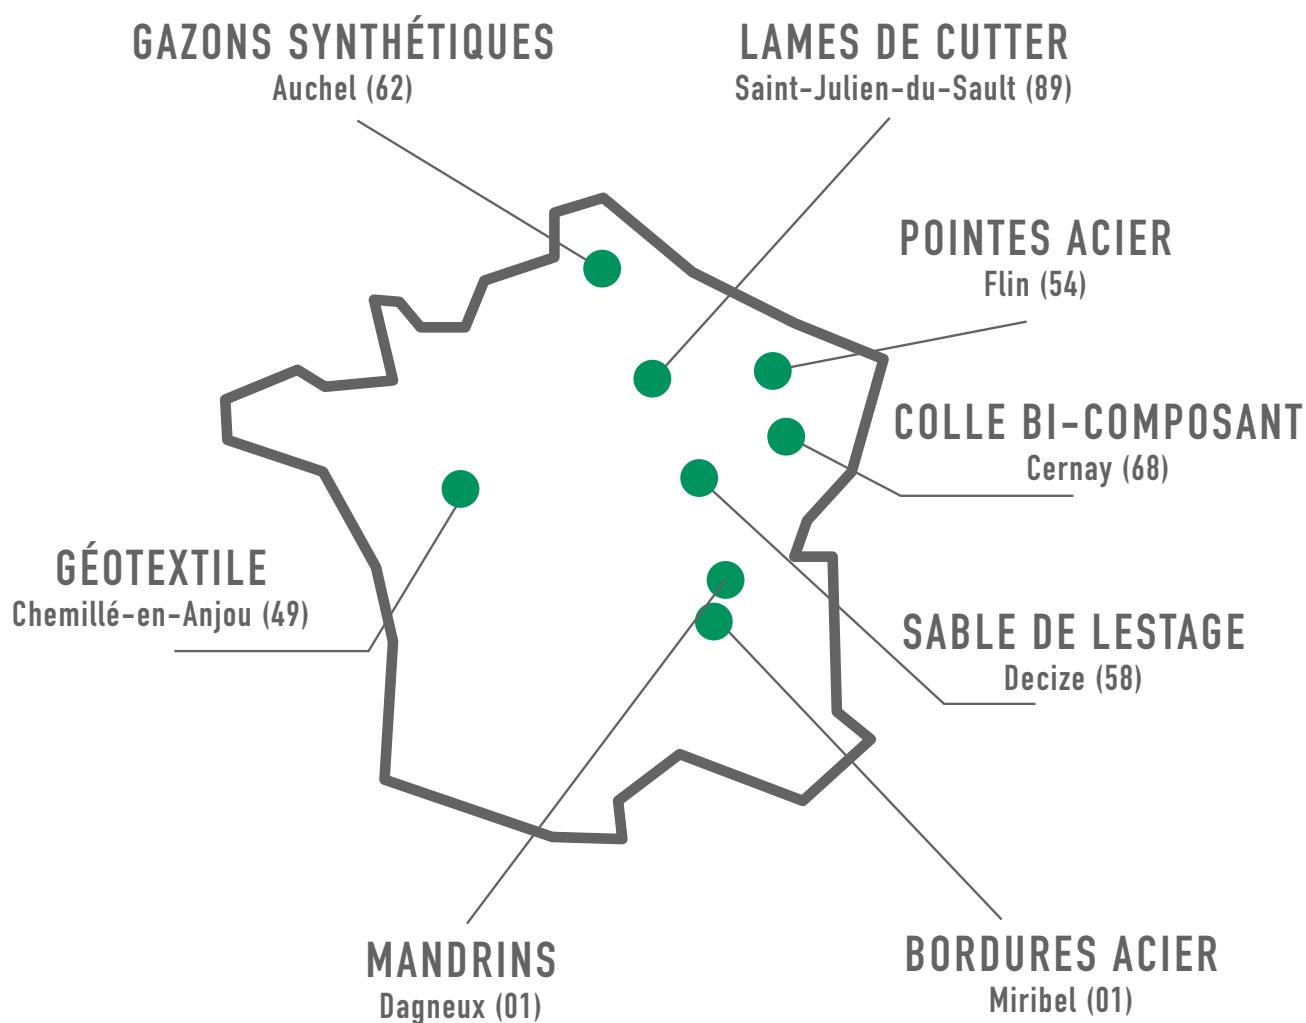 GAZONS SYNTHÉTIQUES
Auchel (62)
LAMES DE CUTTER
Saint-Julien-du-Sault (89)
POINTES ACIER
Flin (54)
COLLE BI-COMPOSANT
Cernay (68)
GÉOTEXTILE
Chemillé-en-Anjou (49)
SABLE DE LESTAGE
Decize (58)
MANDRINS
Dagneux (01)
BORDURES ACIER
Miribel (01)